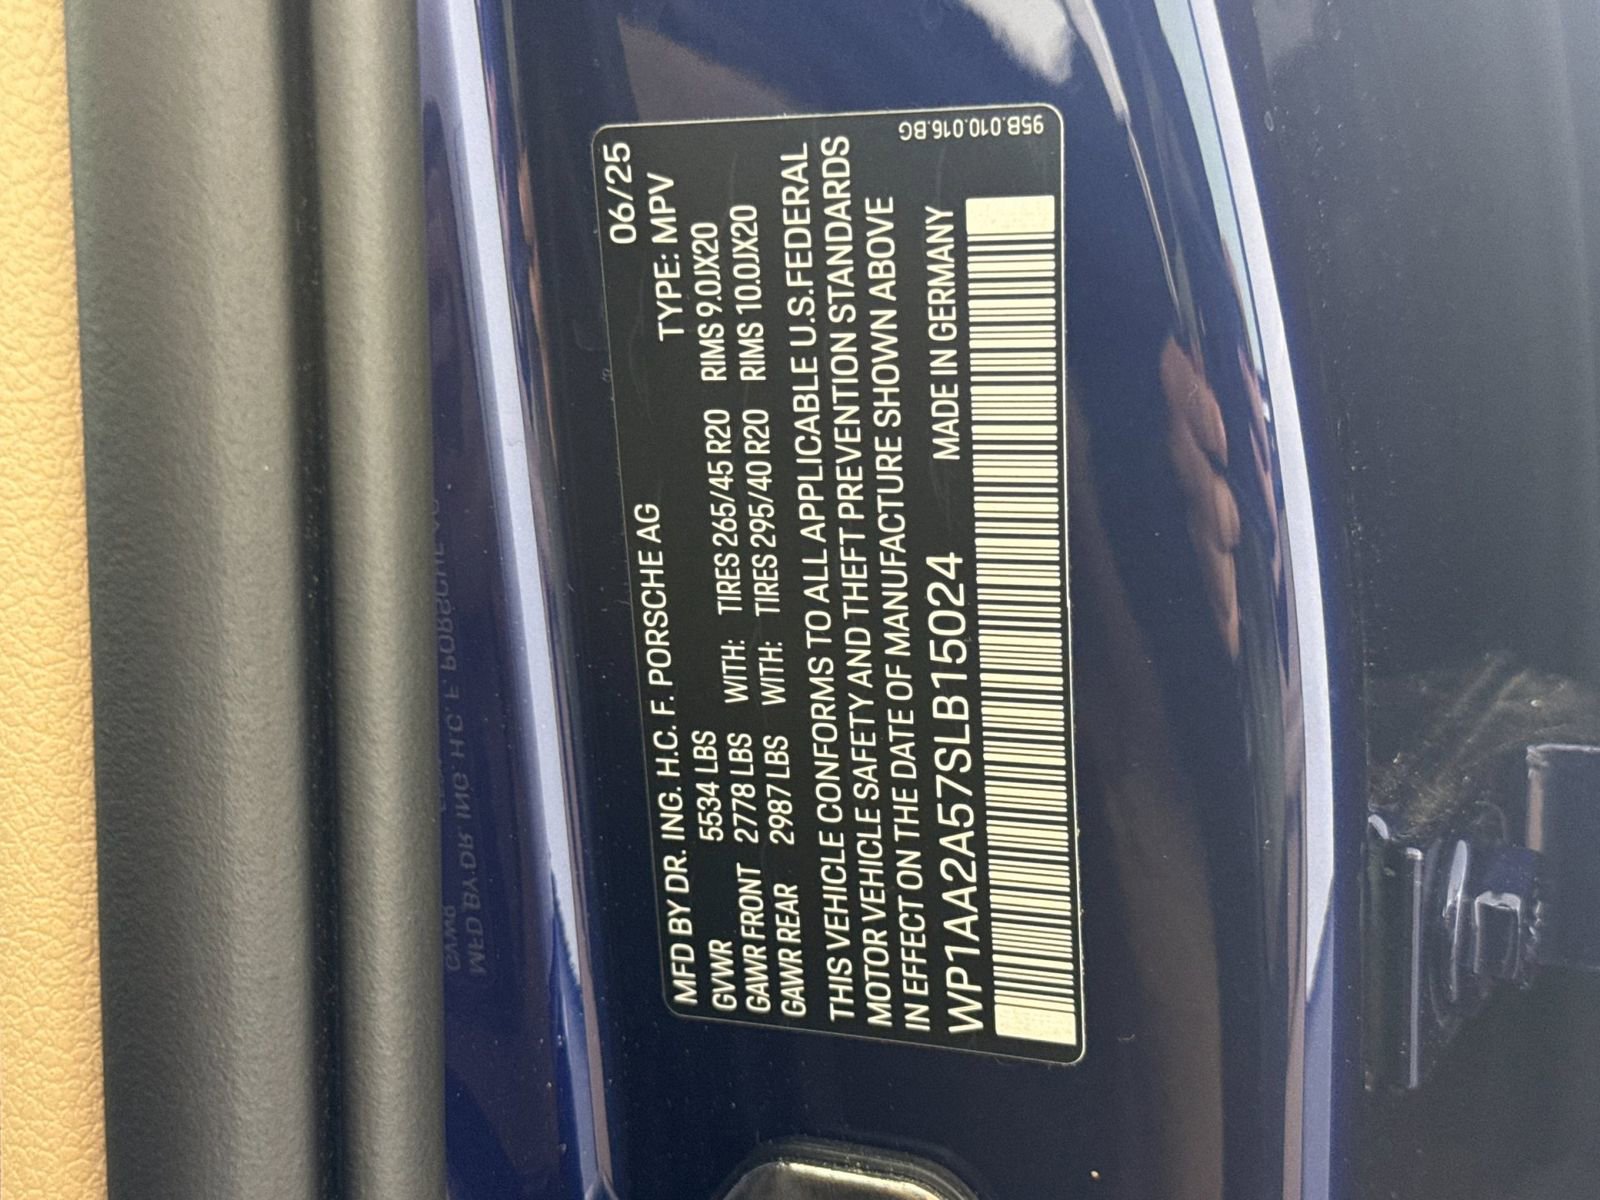 06/25
MFD BY DR. ING. H.C. F. PORSCHE AG TYPE: MPV
GVWR 5534 LBS
GAWR FRONT 2778 LBS WITH: TIRES 265/45 R20 RIMS 9.0JX20
GAWR REAR 2987 LBS WITH: TIRES 295/40 R20 RIMS 10.0JX20
THIS VEHICLE CONFORMS TO ALL APPLICABLE U.S.FEDERAL
MOTOR VEHICLE SAFETY AND THEFT PREVENTION STANDARDS
IN EFFECT ON THE DATE OF MANUFACTURE SHOWN ABOVE
WP1AA2A57SLB15024 MADE IN GERMANY
95B.010.016.BG